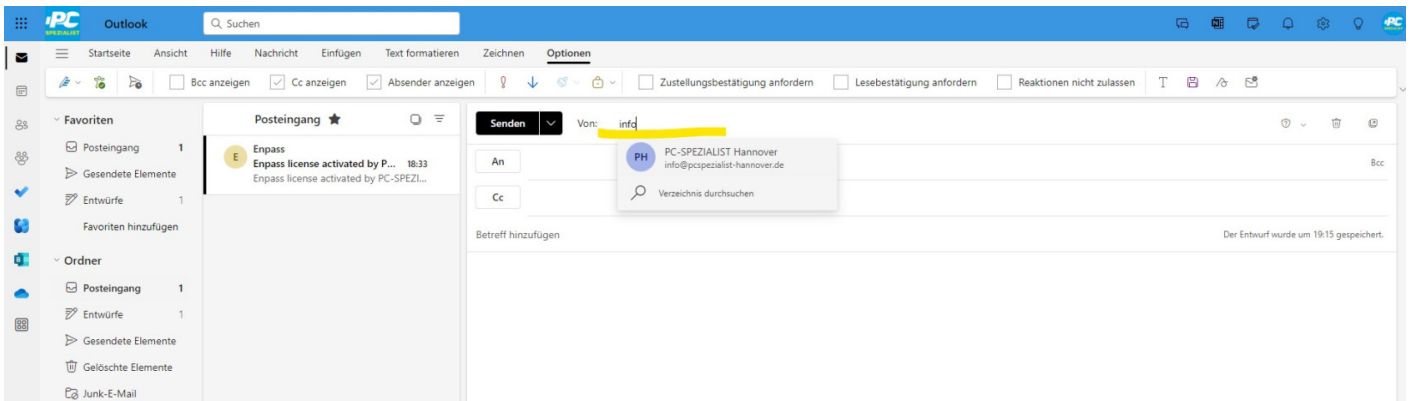 PC
SPEZIALIST
Outlook
Suchen
PC
Startseite Ansicht Hilfe Nachricht Einfügen Text formatieren Zeichnen Optionen
Bcc anzeigen Cc anzeigen Absender anzeigen Zustellungsbestätigung anfordern Lesebestätigung anfordern Reaktionen nicht zulassen
Favoriten
Posteingang 1
Gesendete Elemente
Entwürfe 1
Favoriten hinzufügen
Ordner
Posteingang 1
Entwürfe 1
Gesendete Elemente
Gelöschte Elemente
Junk-E-Mail
Posteingang
E
Enpass
Enpass license activated by P... 18:33
Enpass license activated by PC-SPEZI...
Senden Von: info
PH
PC-SPEZIALIST Hannover
info@pcspezialist-hannover.de
Verzeichnis durchsuchen
An Bcc
Cc
Betreff hinzufügen Der Entwurf wurde um 19:15 gespeichert.